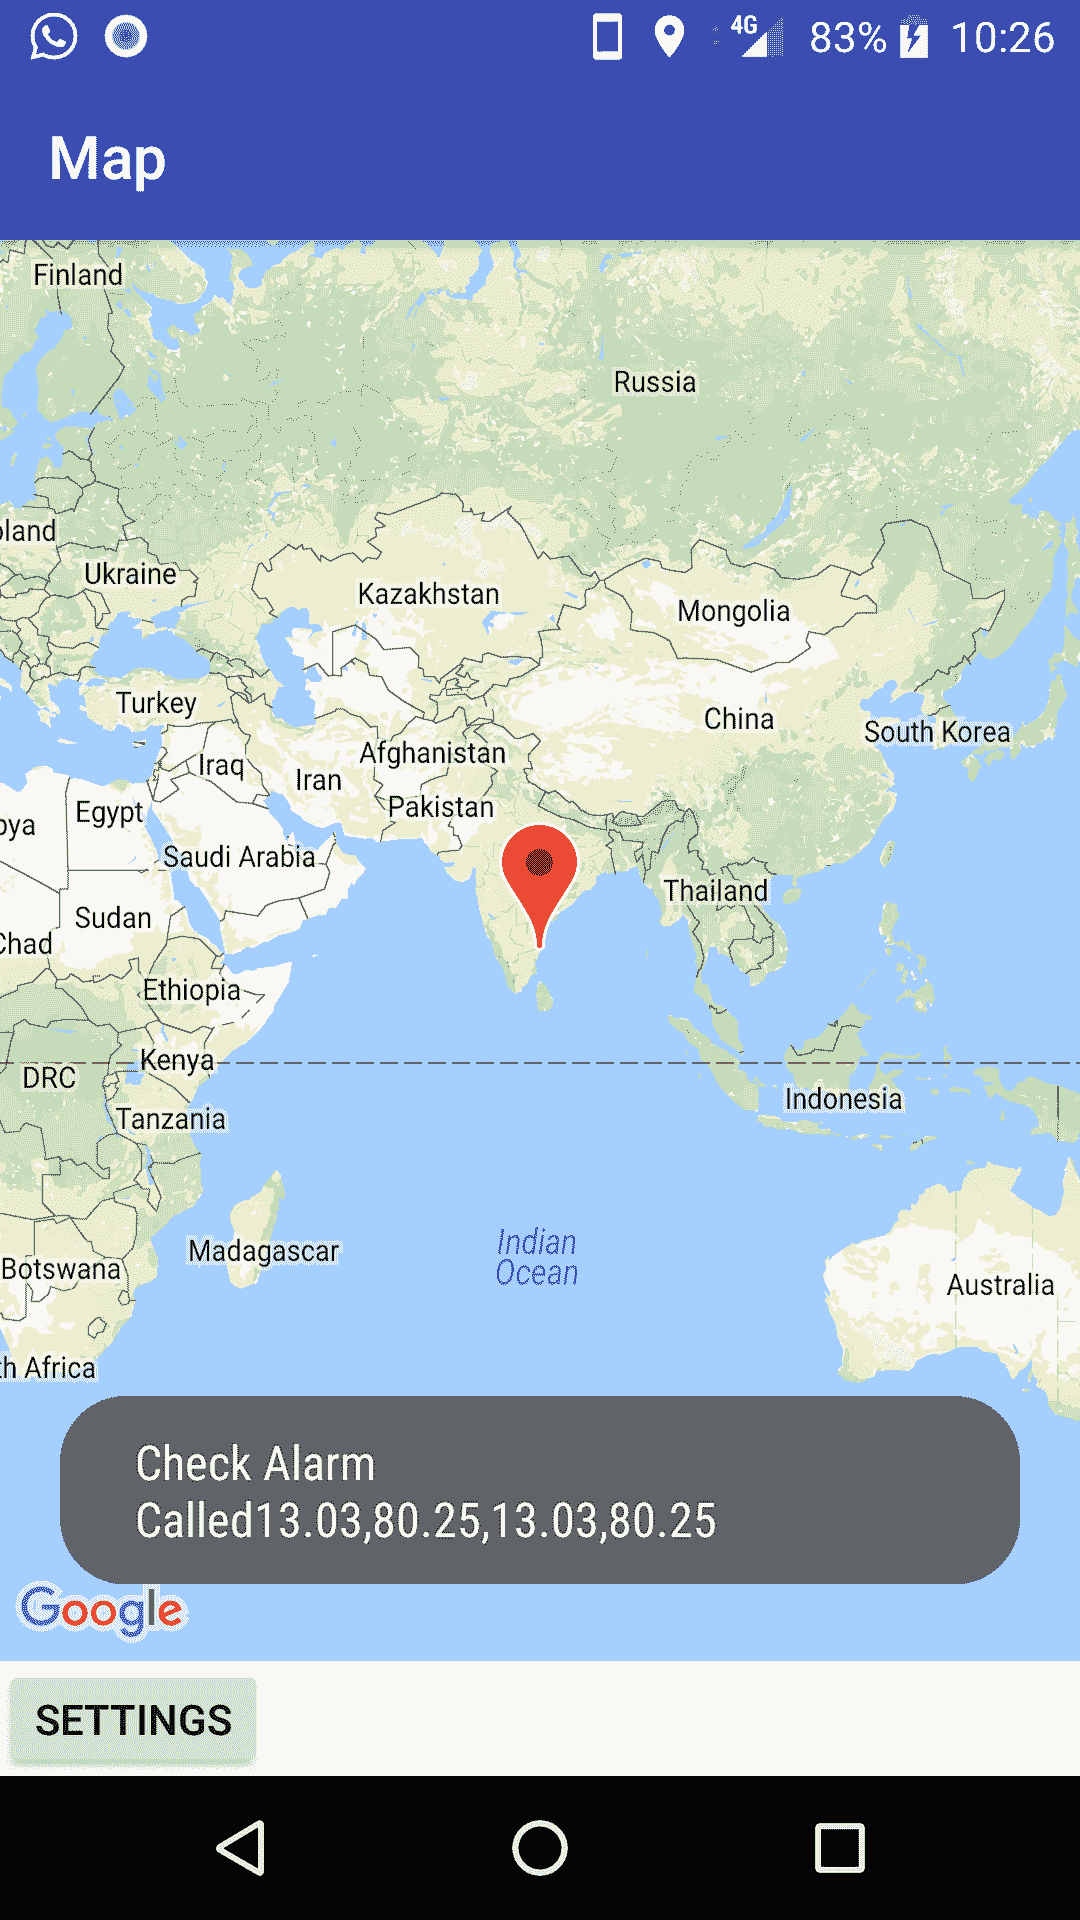 4G 83% 10:26
Map
Finland
Russia
oland
Ukraine
Kazakhstan
Mongolia
Turkey
China
South Korea
Afghanistan
Iraq
Iran
Pakistan
Egypt
bya
Saudi Arabia
Thailand
Sudan
Chad
Ethiopia
Kenya
DRC
Indonesia
Tanzania
Indian
Ocean
Madagascar
Botswana
Australia
th Africa
Check Alarm
Called13.03,80.25,13.03,80.25
Google
SETTINGS